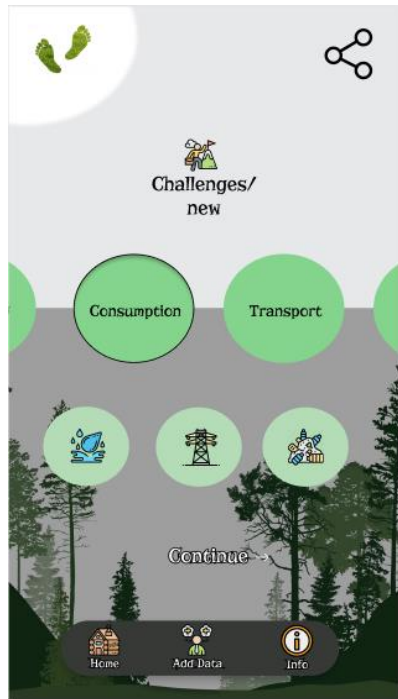 Challenges/
new
Consumption
Transport
Continue→
Home
Add Data
Info